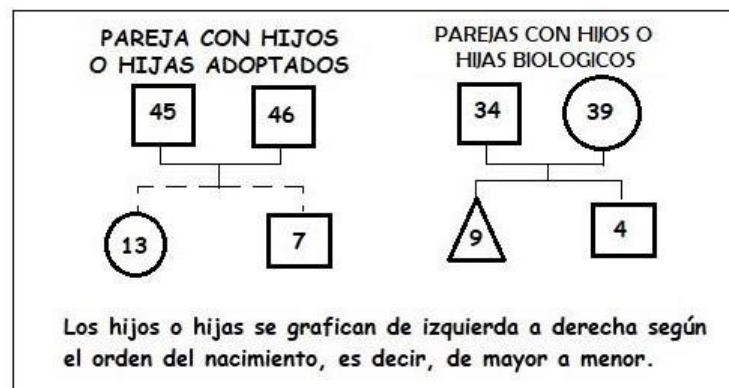 PAREJA CON HIJOS
O HIJAS ADOPTADOS
45
46
13
7
PAREJAS CON HIJOS O
HIJAS BIOLOGICOS
34
39
9
4
Los hijos o hijas se grafican de izquierda a derecha según
el orden del nacimiento, es decir, de mayor a menor.